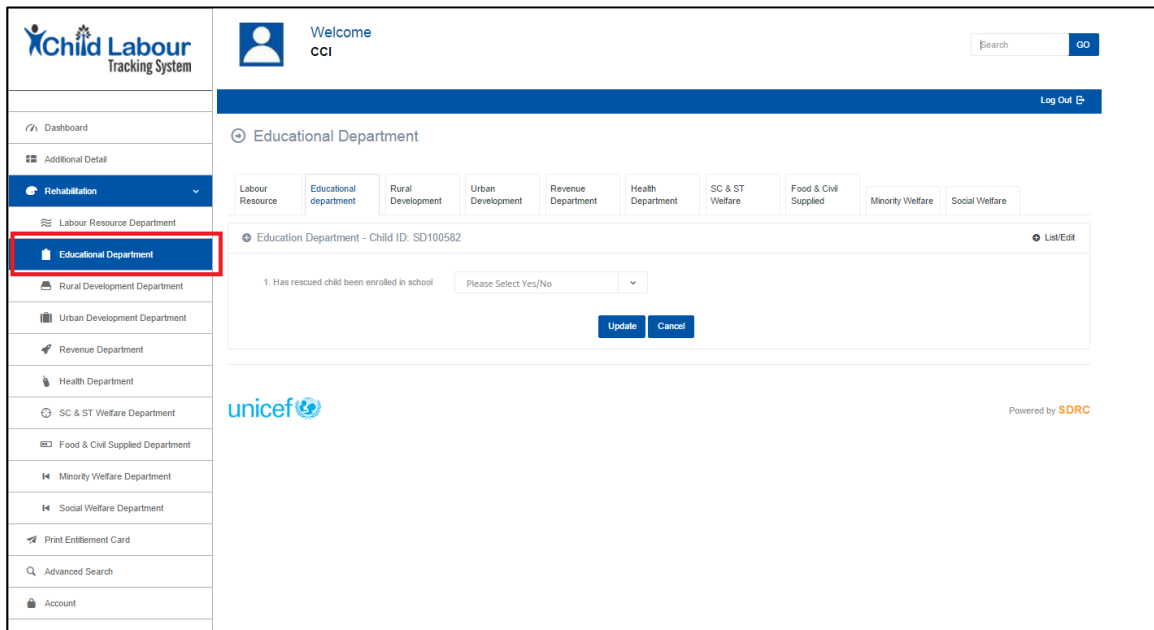 Child Labour
Tracking System
Welcome
CCI
Search
GO
Log Out
Dashboard
Additional Detail
Rehabilitation
Labour Resource Department
Educational Department
Rural Development Department
Urban Development Department
Revenue Department
Health Department
SC & ST Welfare Department
Food & Civil Supplied Department
Minority Welfare Department
Social Welfare Department
Print Entitlement Card
Advanced Search
Account
Educational Department
Labour
Resource
Educational
department
Rural
Development
Urban
Development
Revenue
Department
Health
Department
SC & ST
Welfare
Food & Civil
Supplied
Minority Welfare
Social Welfare
Education Department - Child ID: SD100582
List/Edit
1. Has rescued child been enrolled in school
Please Select Yes/No
Update
Cancel
unicef
Powered by SDRC